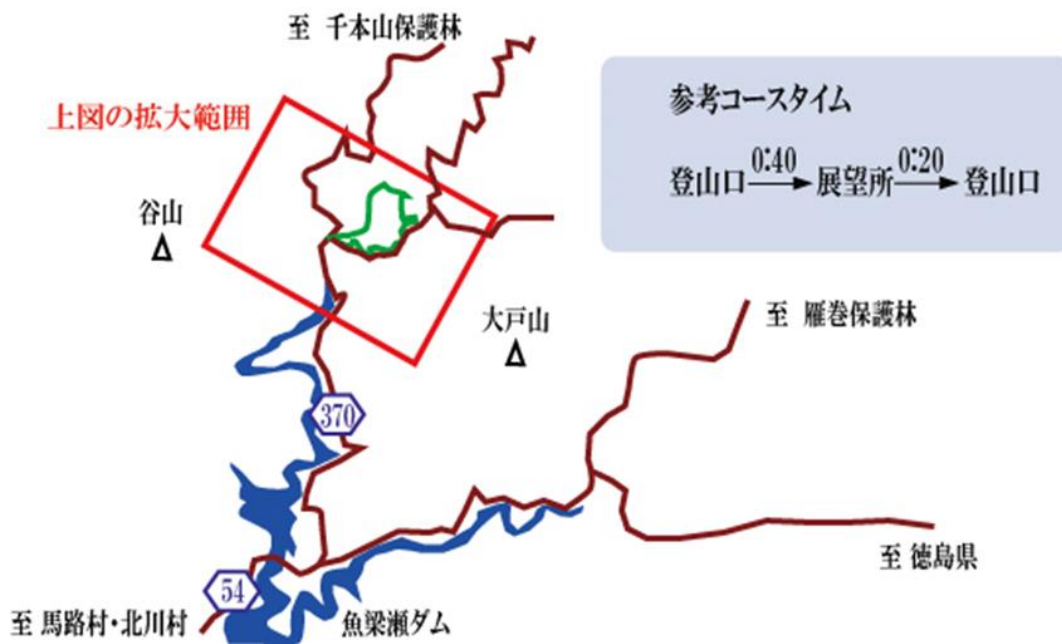 至 千本山保護林
上図の拡大範囲
参考コースタイム
登山口 0:40 展望所 0:20 登山口
谷山
大戸山
至 雁巻保護林
370
至 徳島県
54
至 馬路村・北川村
魚梁瀬ダム